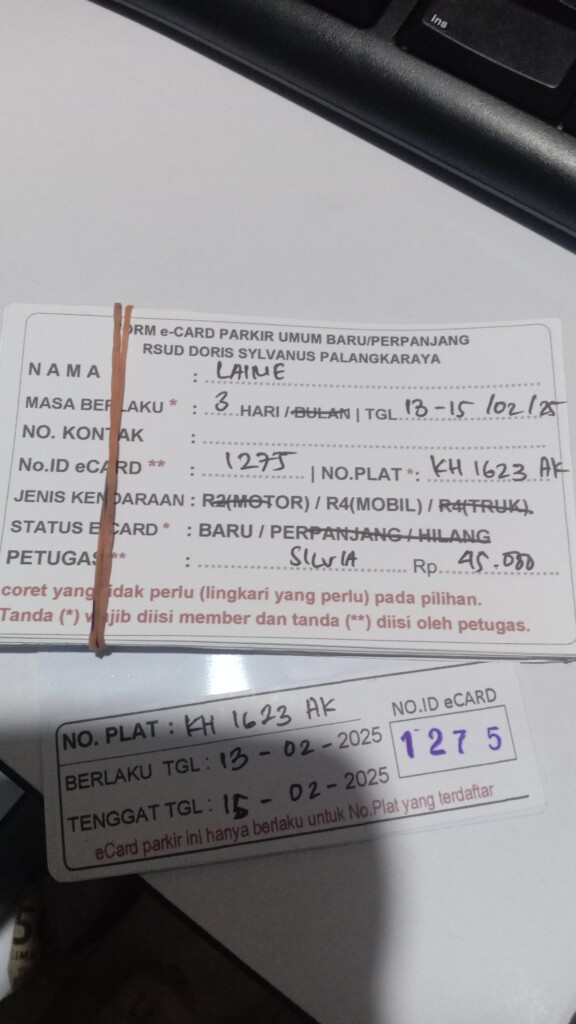 Ins
ORM e-CARD PARKIR UMUM BARU/PERPANJANG
RSUD DORIS SYLVANUS PALANGKARAYA
NAMA : LAINE
MASA BERLAKU * : 3 HARI / BULAN | TGL 13-15 /02/25
NO. KONTAK :
No.ID eCARD ** : 1275 | NO.PLAT *: KH 1623 AK
JENIS KENDARAAN : R2(MOTOR) / R4(MOBIL) / R4(TRUK).
STATUS E CARD * : BARU / PERPANJANG / HILANG
PETUGAS ** SILVIA Rp. 45.000
coret yang tidak perlu (lingkari yang perlu) pada pilihan.
Tanda (*) wajib diisi member dan tanda (**) diisi oleh petugas.
NO. PLAT : KH 1623 AK
NO.ID eCARD
1275
BERLAKU TGL : 13 - 02 - 2025
TENGGAT TGL : 15 - 02 - 2025
eCard parkir ini hanya berlaku untuk No.Plat yang terdaftar